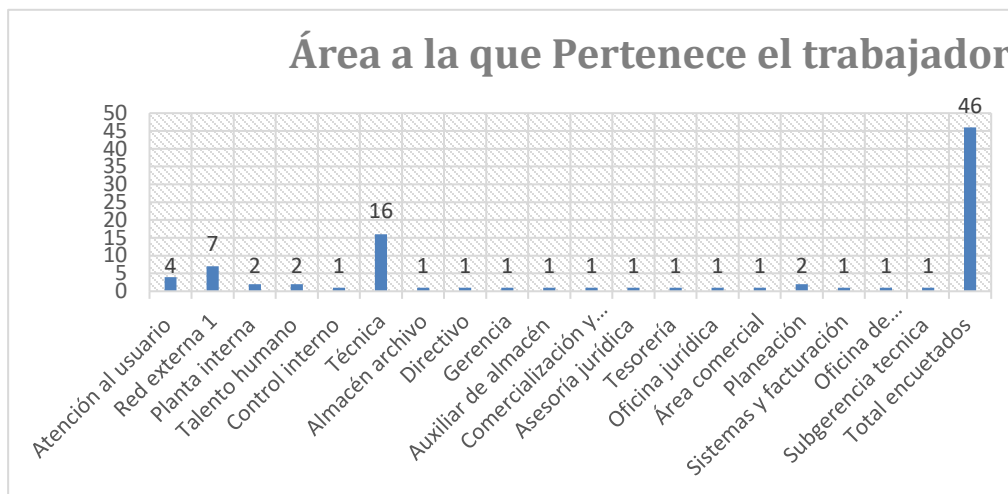 Área a la que Pertenece el trabajador
50
45
40
35
30
25
20
15
10
5
0
4
7
2
2
1
16
1
1
1
1
1
1
1
1
1
2
1
1
1
46
Atención al usuario
Red externa 1
Planta interna
Talento humano
Control interno
Técnica
Almacén archivo
Directivo
Gerencia
Auxiliar de almacén
Comercialización y…
Asesoría jurídica
Tesorería
Oficina jurídica
Área comercial
Planeación
Sistemas y facturación
Oficina de…
Subgerencia tecnica
Total encuetados